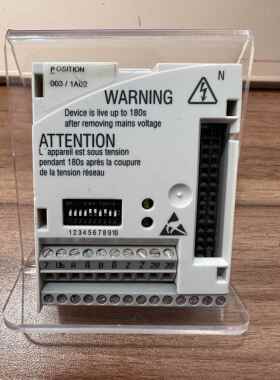 POSITION
003 / 1A02
N
WARNING
Device is live up to 180s
after removing mains voltage
ATTENTION
L' appareil est sous tension
pendant 180s après la coupure
de la tension réseau
12345678910